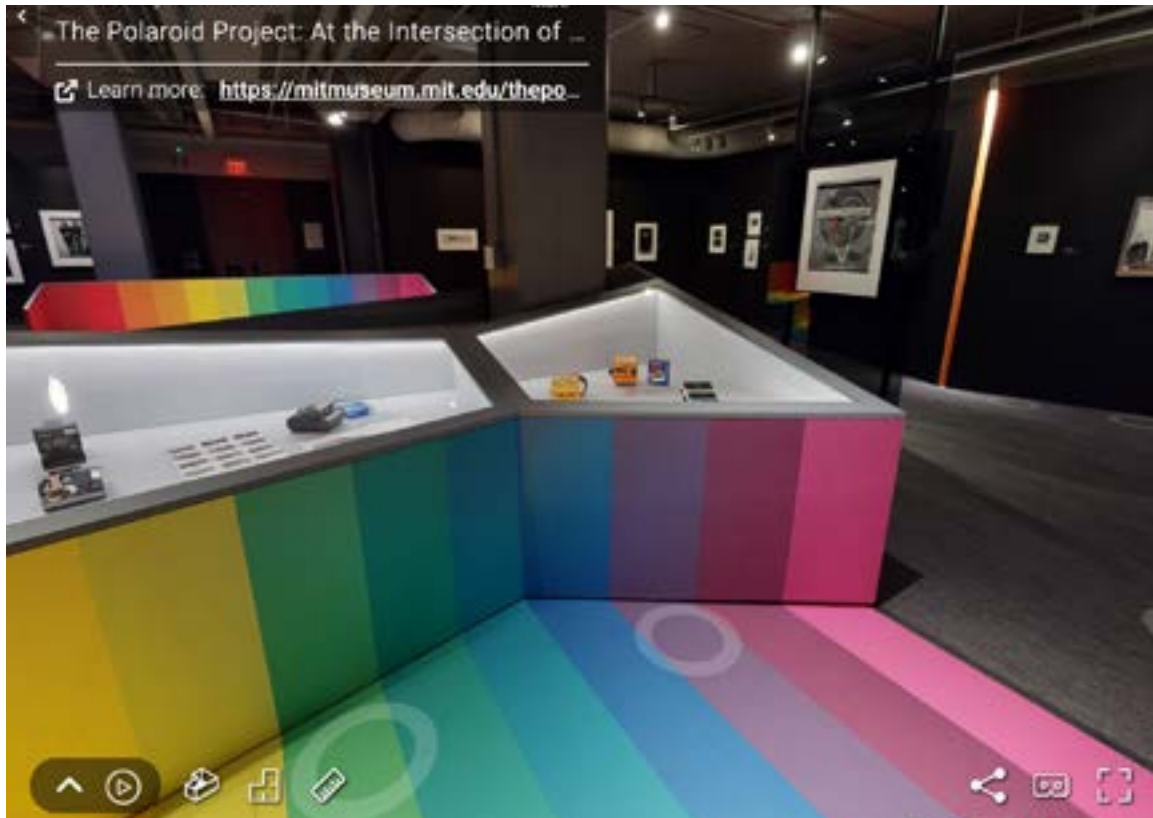 The Polaroid Project: At the Intersection of ...
Learn more: https://mitmuseum.mit.edu/thepo...